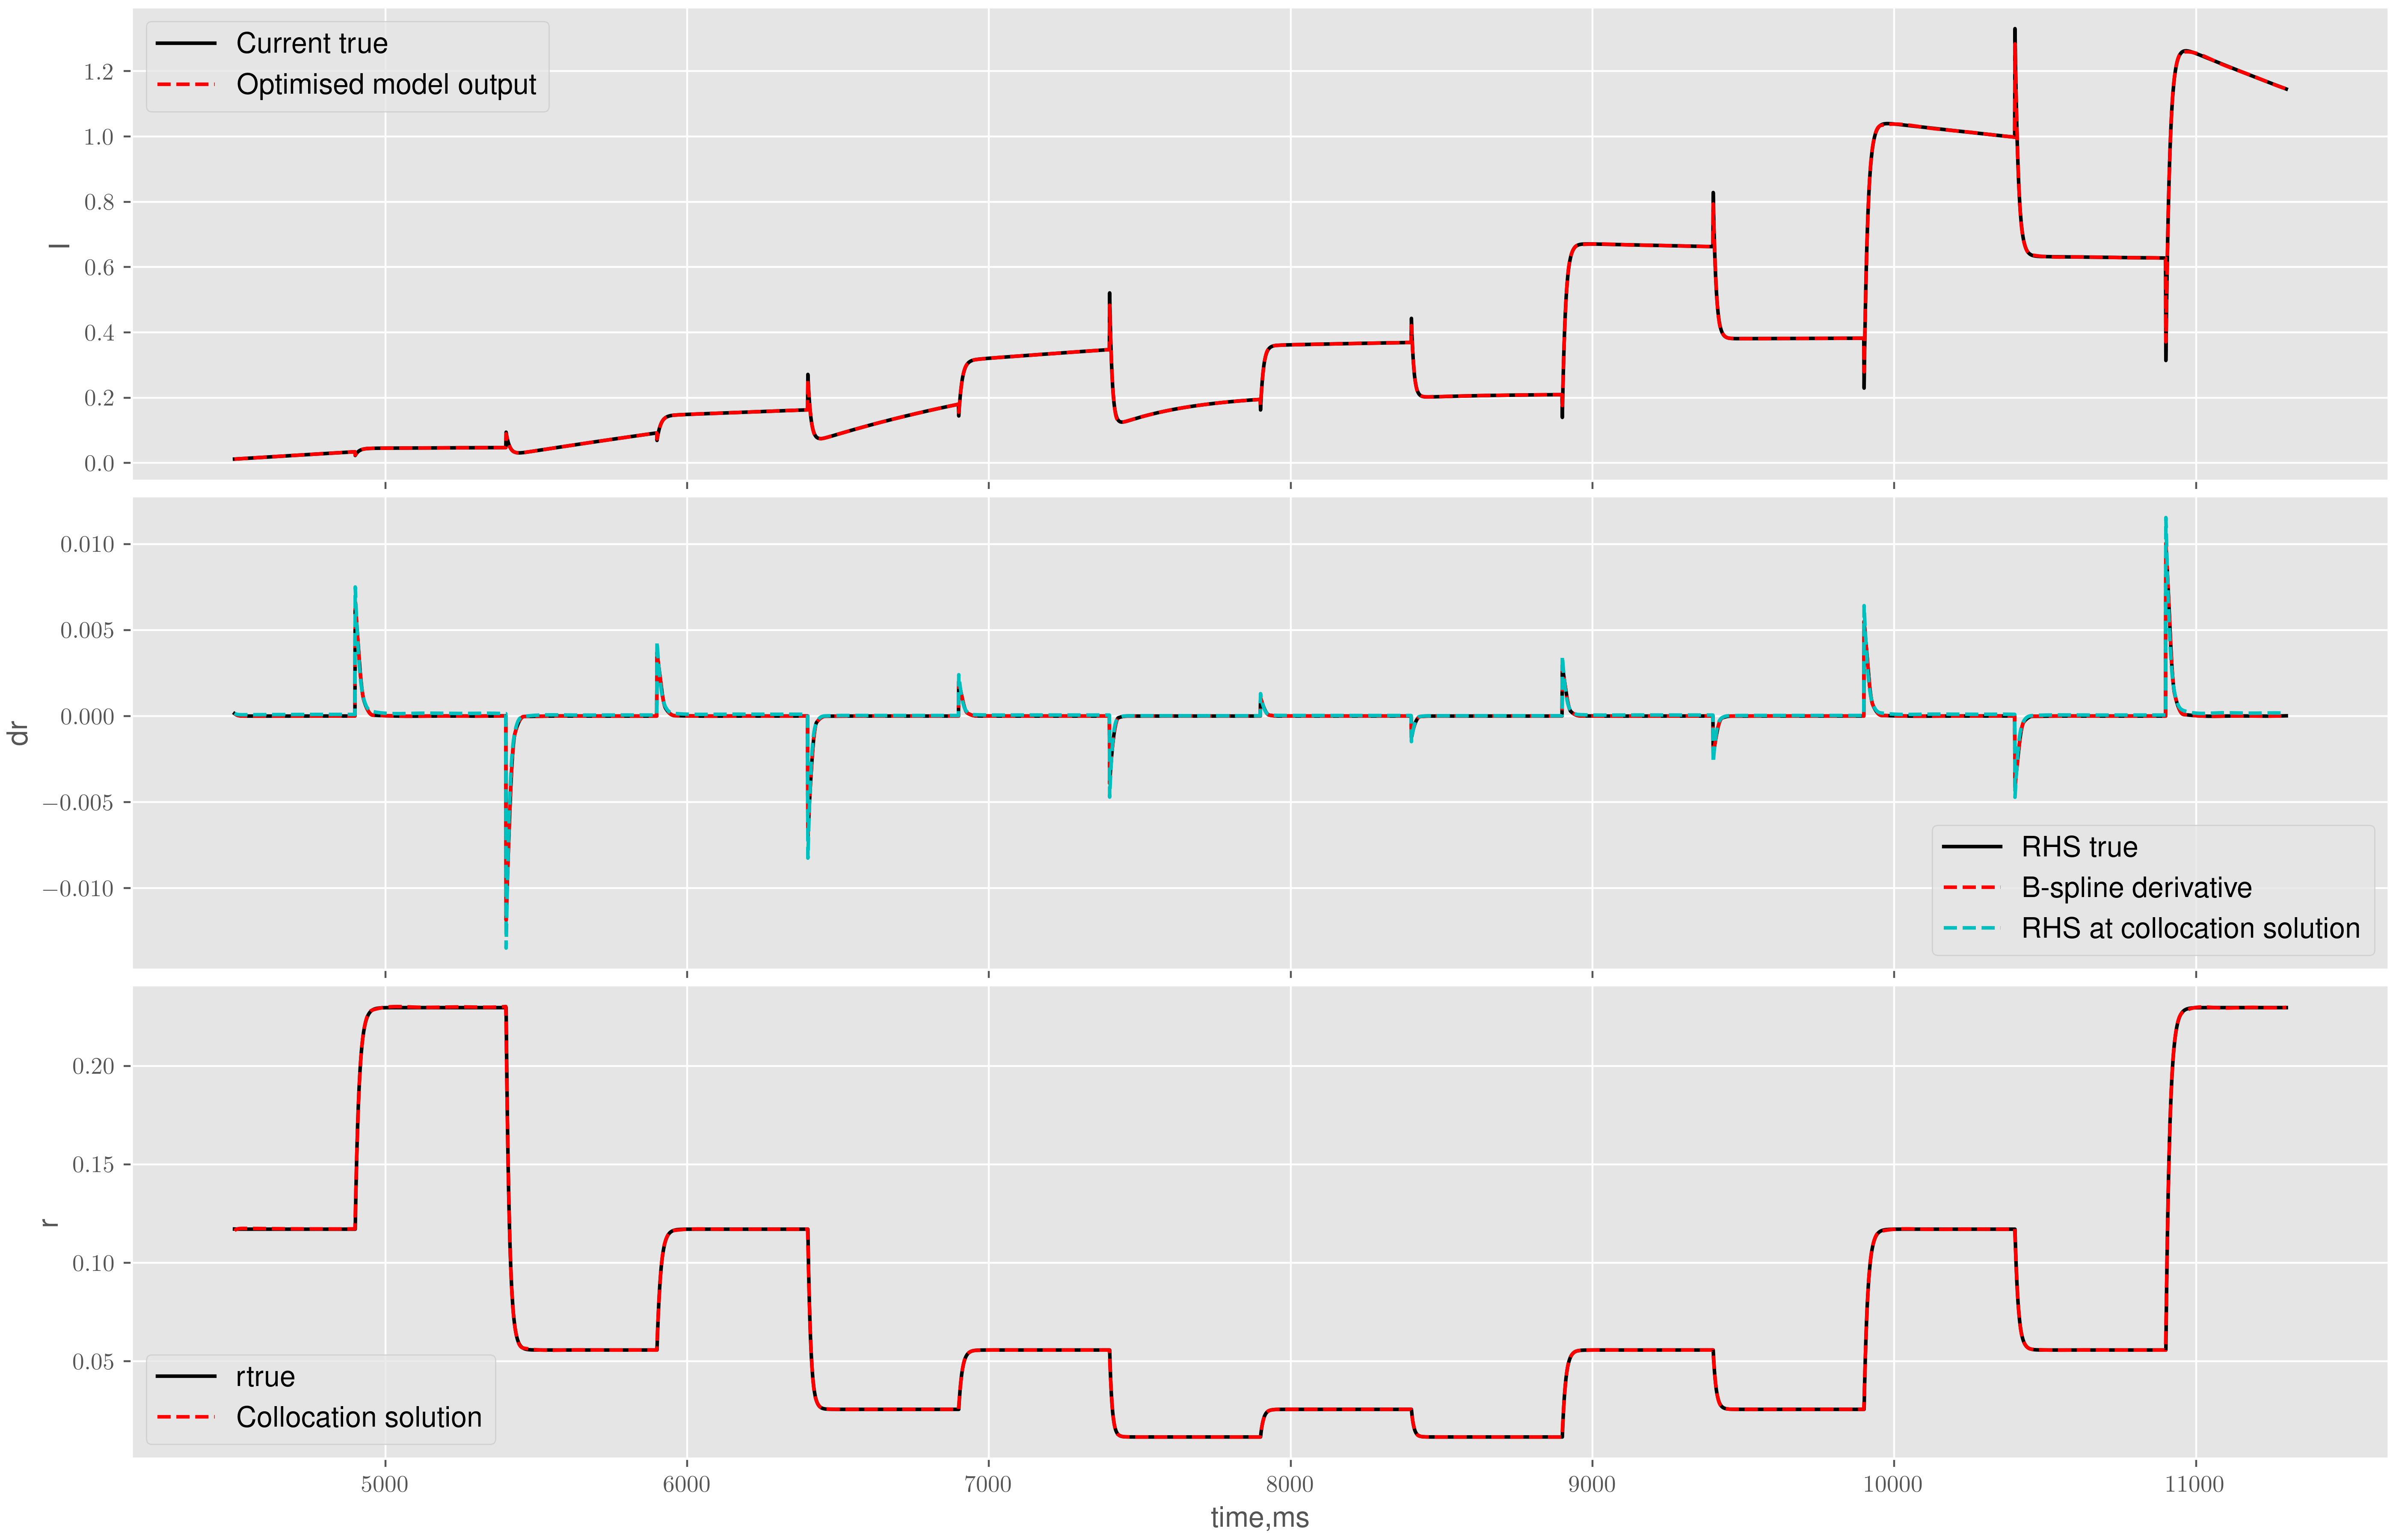 Current true
Optimised model output
1.2
1.0
0.8
0.6
0.4
0.2
0.0
I
0.010
0.005
0.000
−0.005
−0.010
dr
RHS true
B-spline derivative
RHS at collocation solution
0.20
0.15
0.10
0.05
r
rtrue
Collocation solution
5000 6000 7000 8000 9000 10000 11000
time,ms